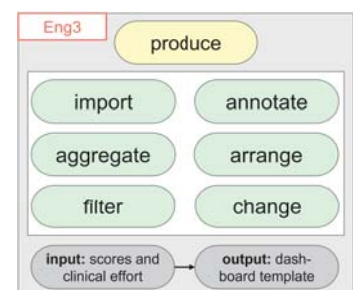 Eng3
produce
import
annotate
aggregate
arrange
filter
change
input: scores and
clinical effort
output: dash-
board template